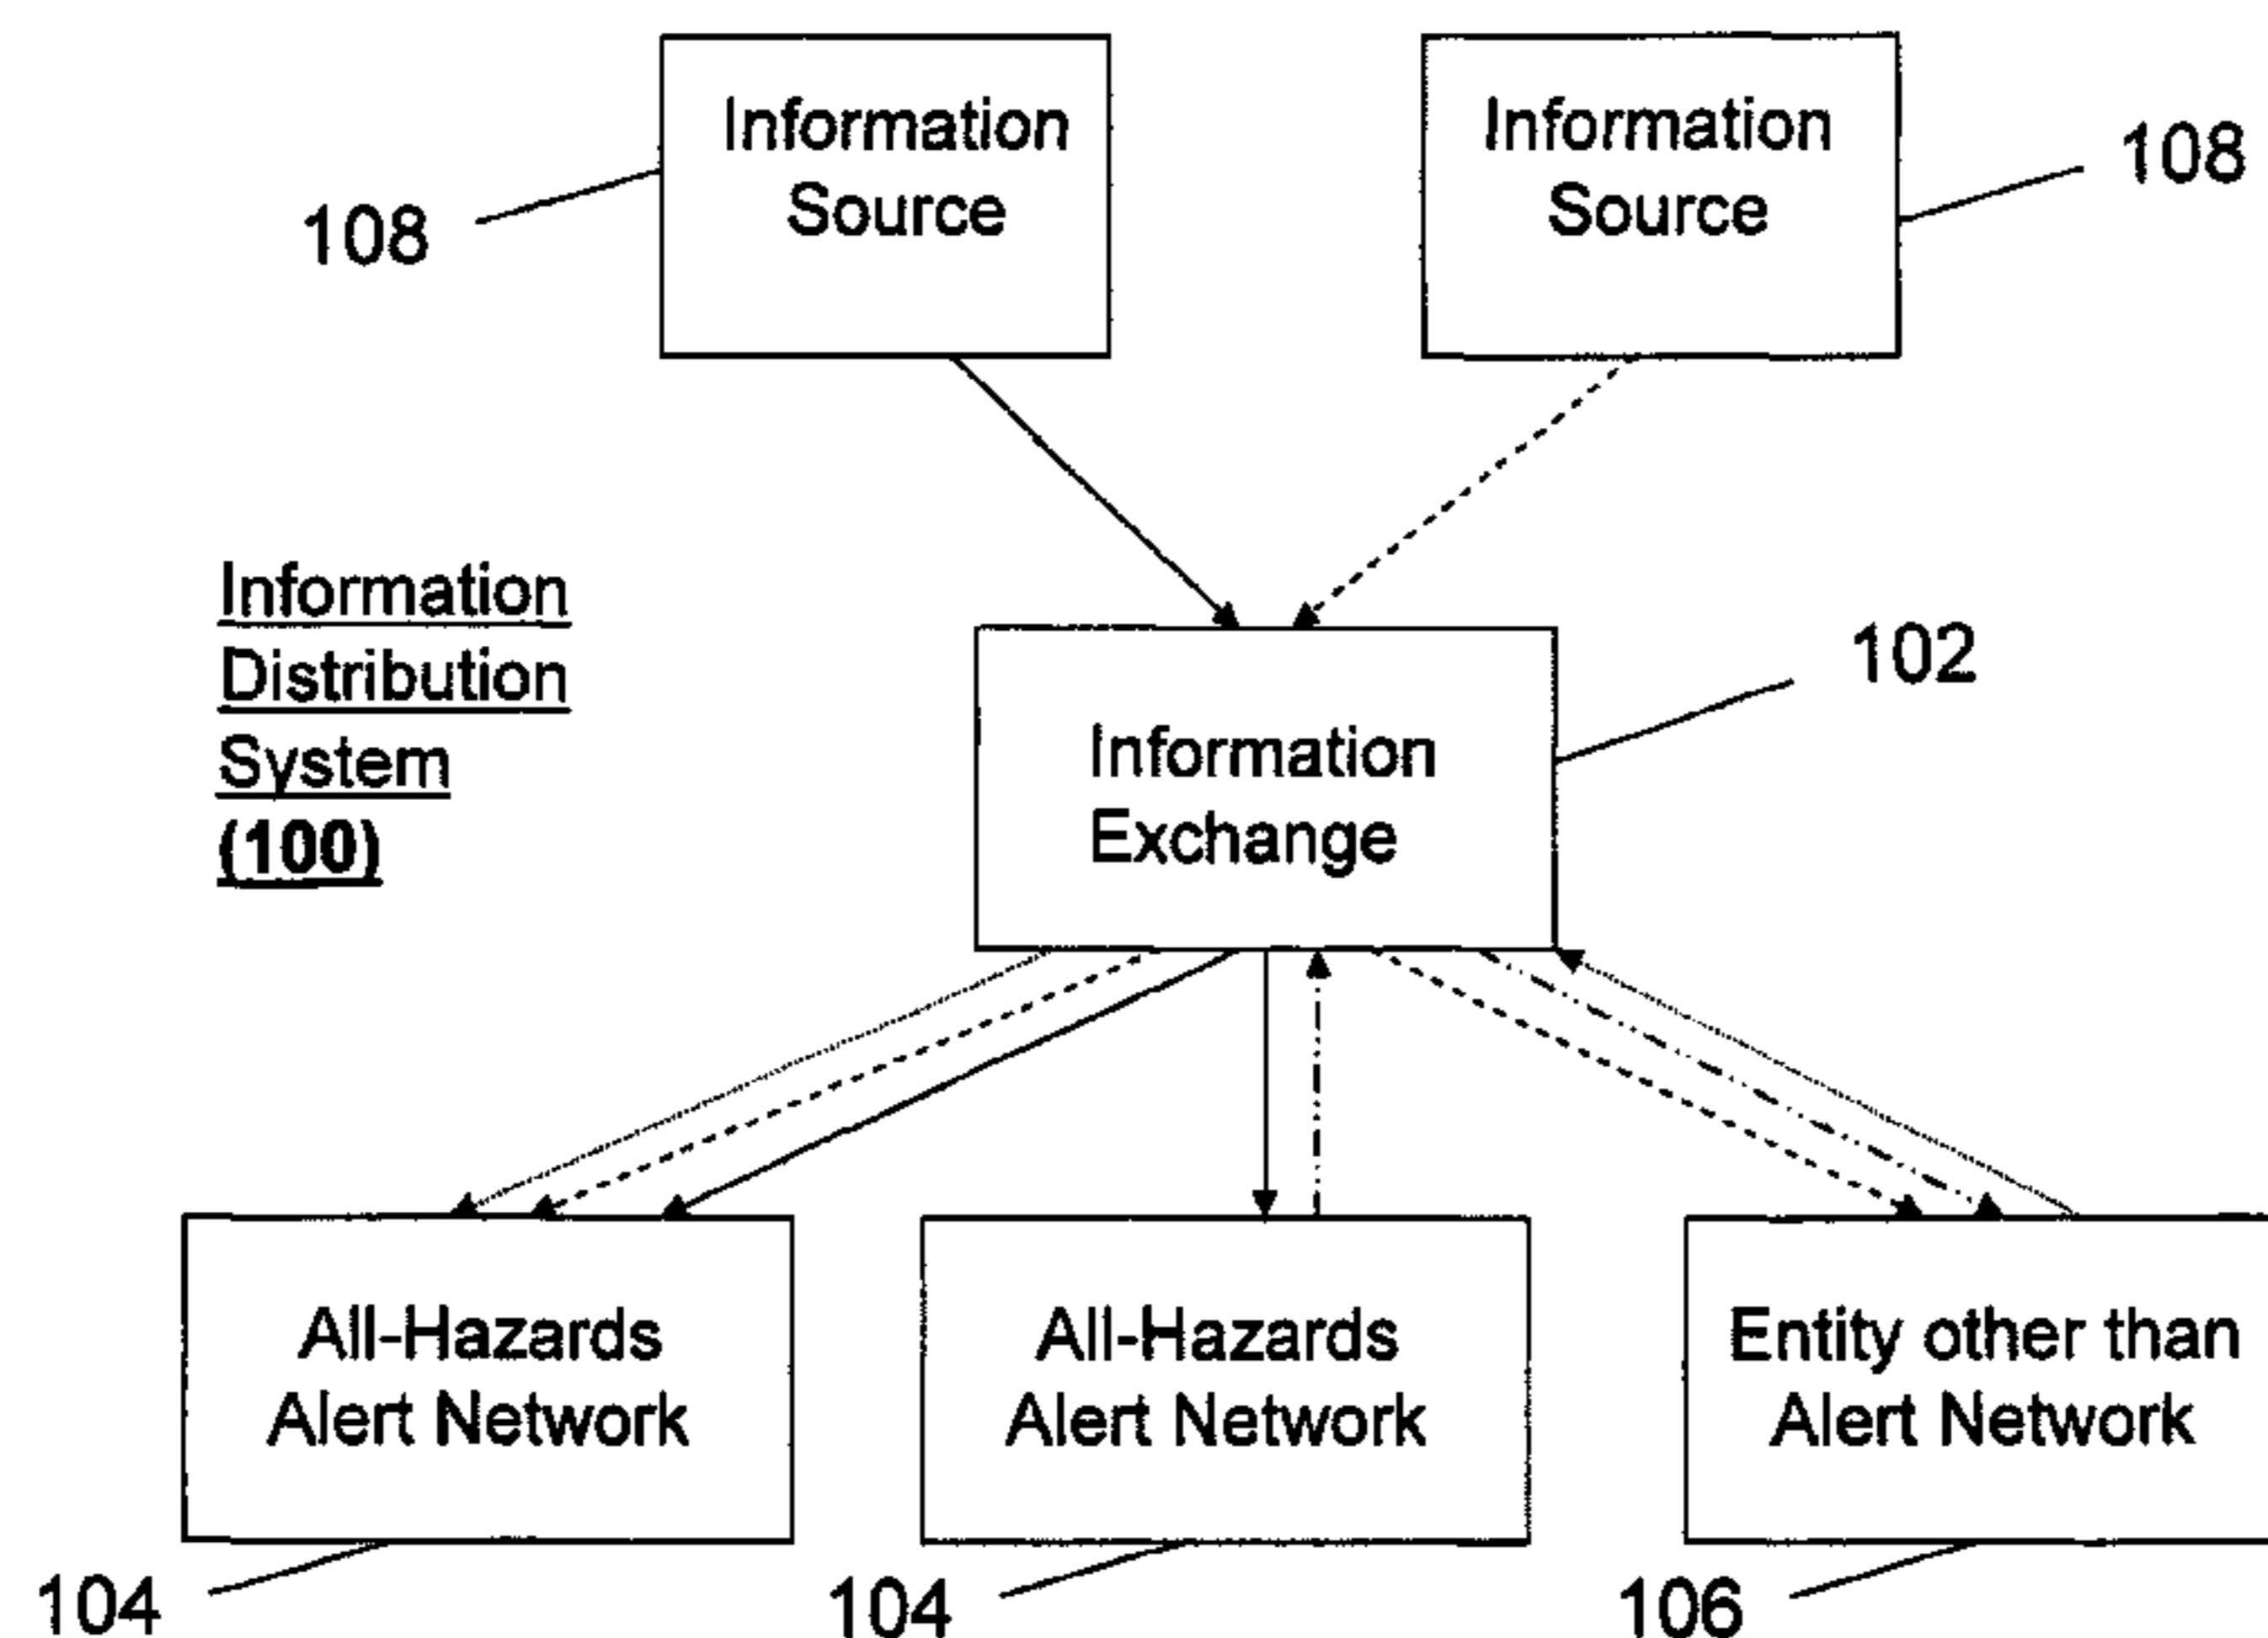 Information
Source
108
Information
Source
108
Information
Distribution
System
(100)
Information
Exchange
102
All-Hazards
Alert Network
104
All-Hazards
Alert Network
104
Entity other than
Alert Network
106